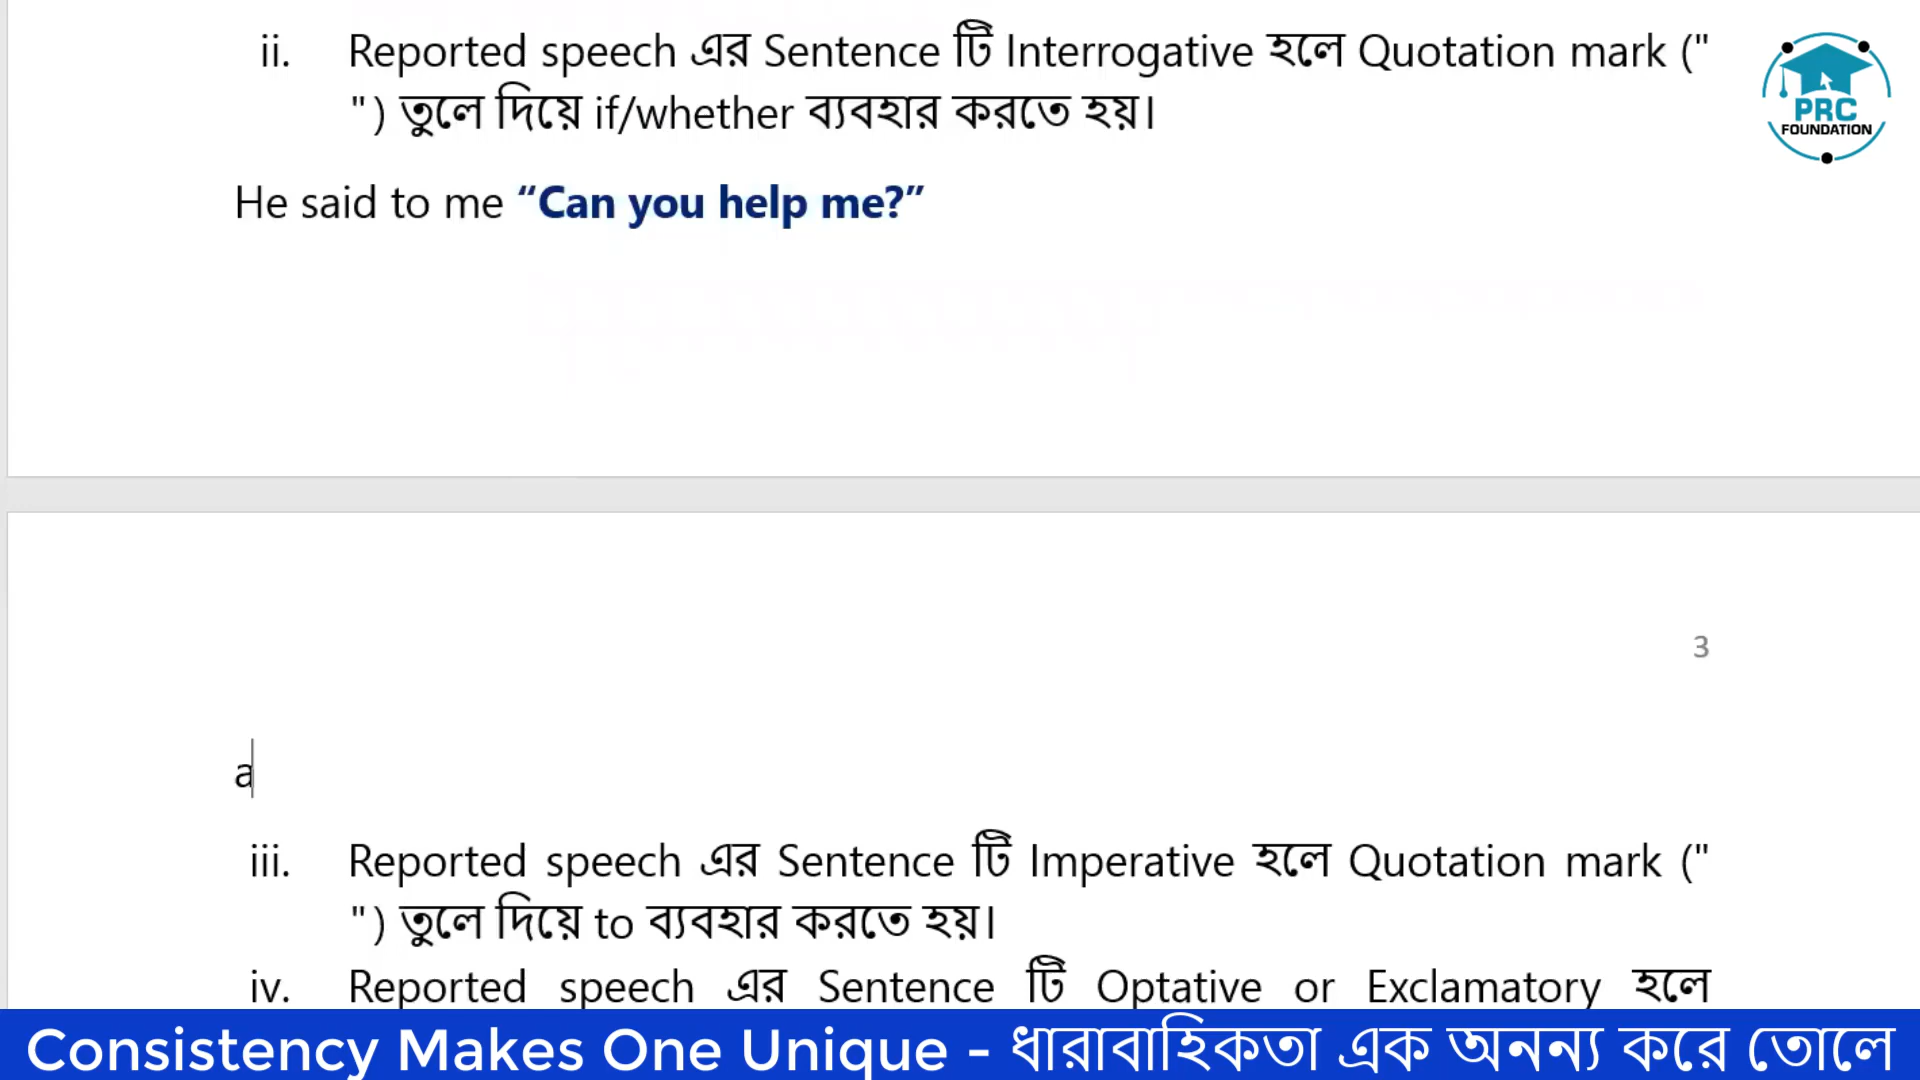 ii. Reported speech এর Sentence টি Interrogative হলে Quotation mark ("
") তুলে দিয়ে if/whether ব্যবহার করতে হয়।
PRC
FOUNDATION
He said to me “Can you help me?”
3
a
iii. Reported speech এর Sentence টি Imperative হলে Quotation mark ("
") তুলে দিয়ে to ব্যবহার করতে হয়।
iv. Reported speech এর Sentence টি Optative or Exclamatory হলে
Consistency Makes One Unique - ধারাবাহিকতা এক অনন্য করে তোলে